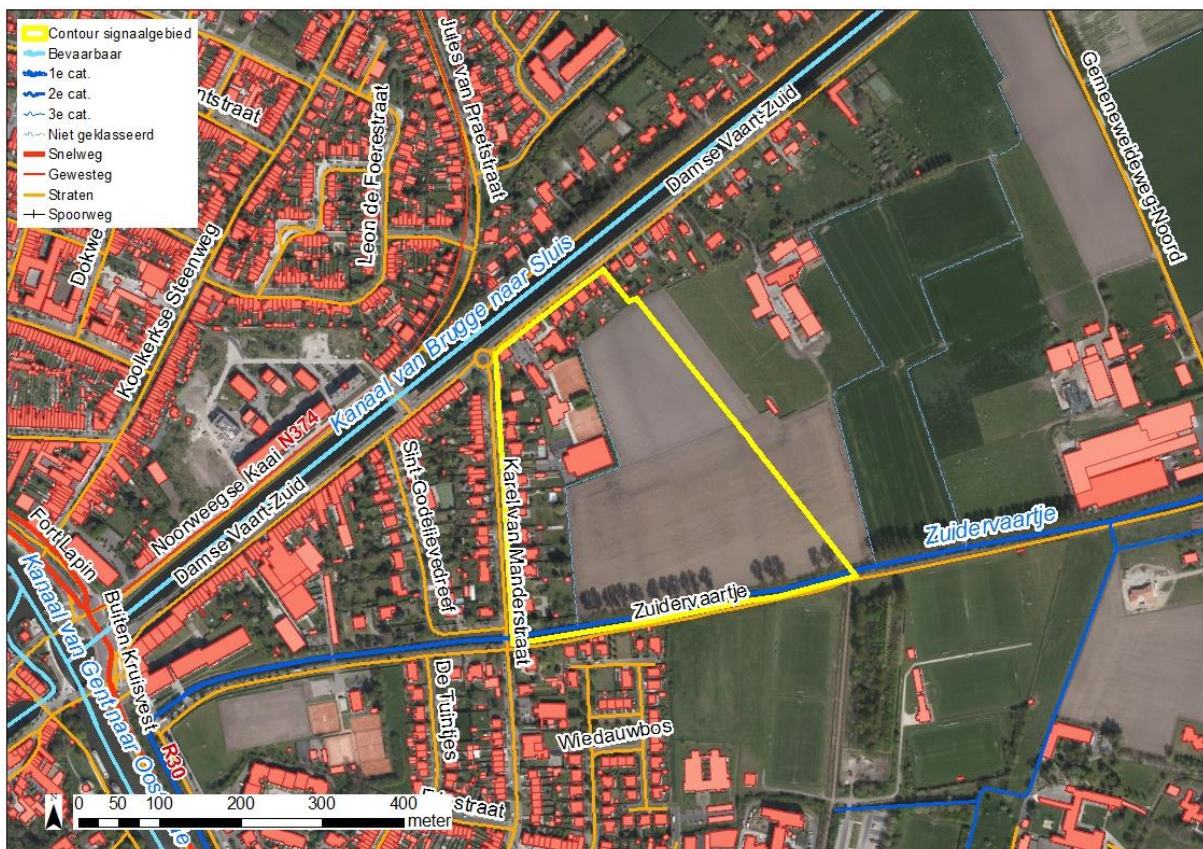 Contour signaalgebied
Bevaarbaar
1e cat.
2e cat.
3e cat.
Niet geklasseerd
Snelweg
Gewesteg
Straten
Spoorweg
ntstraat
Jules van Praetstraat
Damse Vaart-Zuid
Gemeneweideweg-Noord
Leon de Foerestraat
Dokwe
Koolkerkse Steenweg
Kanaal van Brugge naar Sluis
Noorweegse Kaai N374
Damse Vaart-Zuid
Sint-Godelievedreef
Karel van Manderstraat
Fort Lapin
Kanaal van Gent naar Oostende
Buiten Kruisvest
R30
Zuidervaartje
Zuidervaartje
De Tuintjes
Wiedauwbos
straat
0 50 100 200 300 400
meter